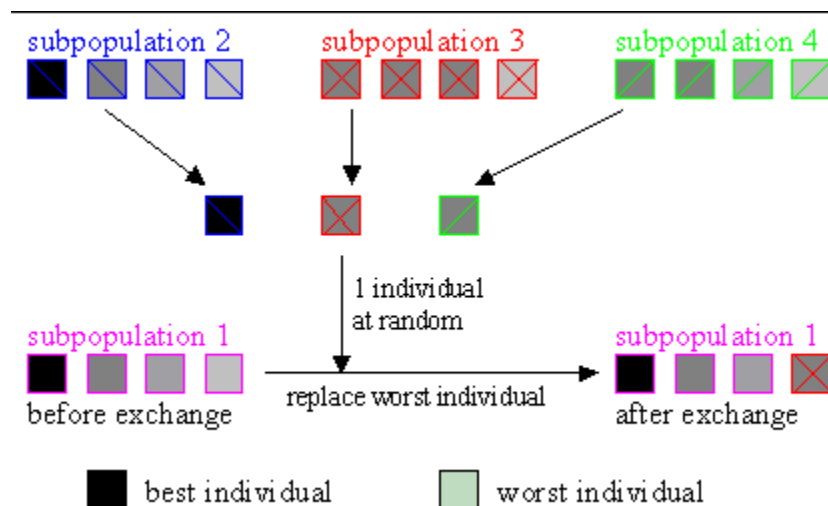 subpopulation 2
subpopulation 3
subpopulation 4
1 individual
at random
subpopulation 1
subpopulation 1
before exchange
replace worst individual
after exchange
best individual
worst individual